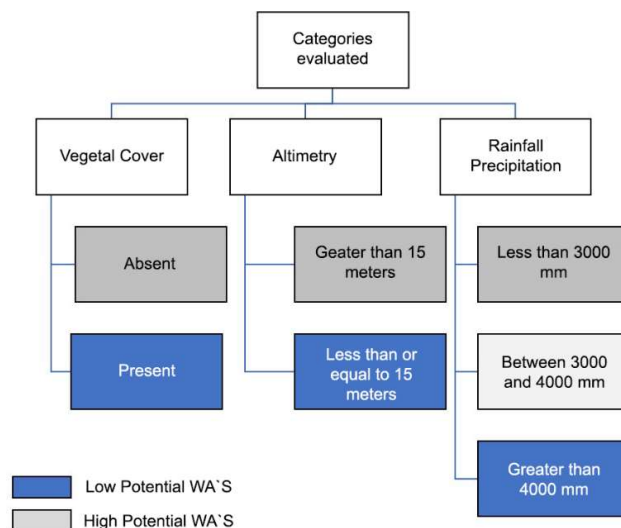 Categories
evaluated
Vegetal Cover
Altimetry
Rainfall
Precipitation
Absent
Geater than 15
meters
Less than 3000
mm
Present
Less than or
equal to 15
meters
Between 3000
and 4000 mm
Greater than
4000 mm
Low Potential WA`S
High Potential WA`S